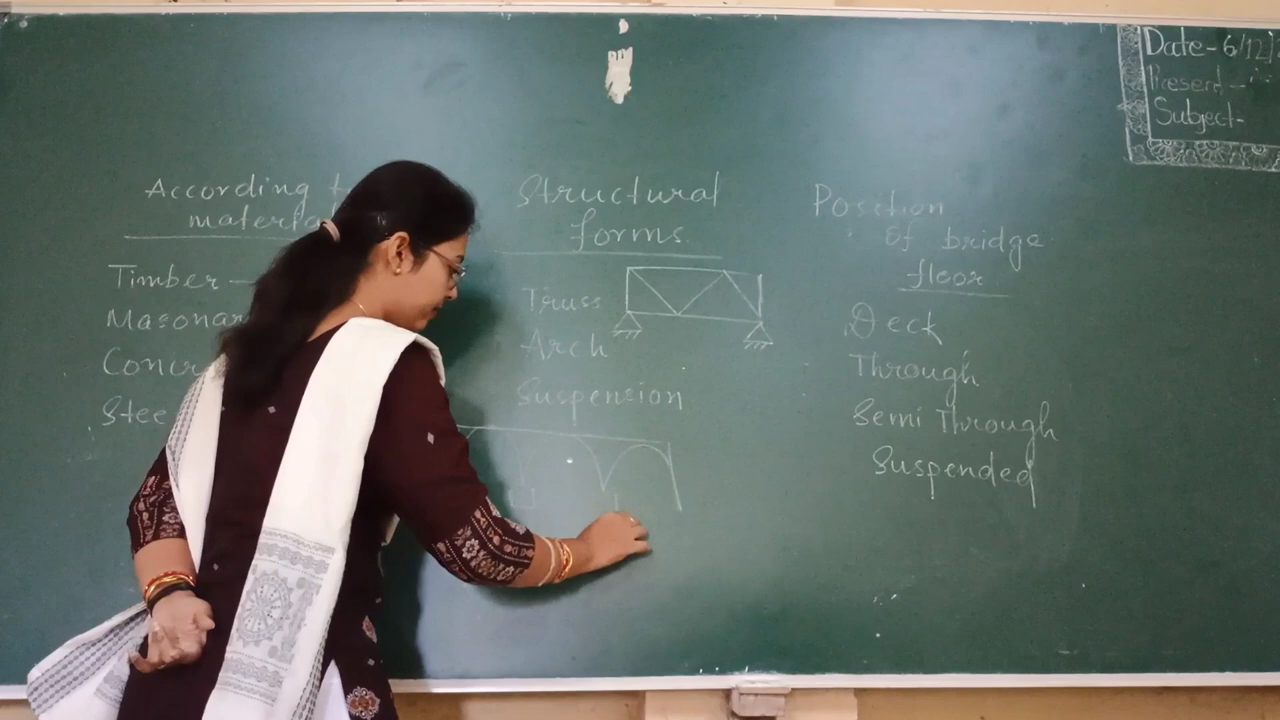 According
material
Timber –
Masonar
Concr
Stee
Structural
forms.
Truss
Arch
Suspension
Position
of bridge
floor
Deck
Through
Semi Through
Suspended
Date - 6/12/
Present -
Subject -